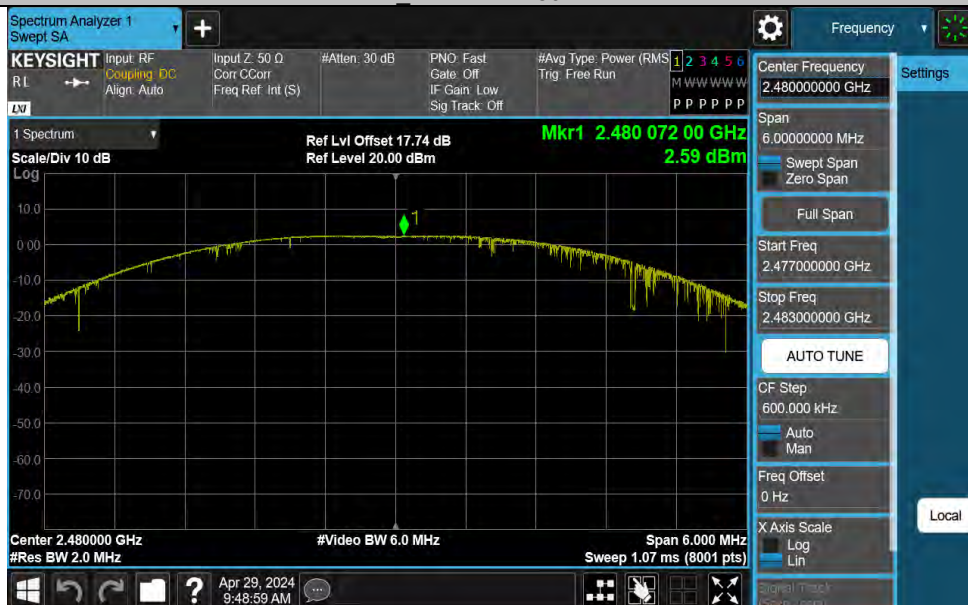 Spectrum Analyzer 1
Swept SA
+
Frequency
KEYSIGHT
RL
LXI
Input: RF
Coupling: DC
Align: Auto
Input Z: 50 Ω
Corr CCorr
Freq Ref: Int (S)
#Atten: 30 dB
PNO: Fast
Gate: Off
IF Gain: Low
Sig Track: Off
#Avg Type: Power (RMS
Trig: Free Run
1 2 3 4 5 6
M W W W W W
P P P P P P
1 Spectrum
Scale/Div 10 dB
Log
Ref Lvl Offset 17.74 dB
Ref Level 20.00 dBm
Mkr1 2.480 072 00 GHz
2.59 dBm
1
10.0
0.00
-10.0
-20.0
-30.0
-40.0
-50.0
-60.0
-70.0
Center 2.480000 GHz
#Res BW 2.0 MHz
#Video BW 6.0 MHz
Span 6.000 MHz
Sweep 1.07 ms (8001 pts)
?
Apr 29, 2024
9:48:59 AM
Center Frequency
2.480000000 GHz
Span
6.00000000 MHz
Swept Span
Zero Span
Full Span
Start Freq
2.477000000 GHz
Stop Freq
2.483000000 GHz
AUTO TUNE
CF Step
600.000 kHz
Auto
Man
Freq Offset
0 Hz
X Axis Scale
Log
Lin
Signal Track
Settings
Local